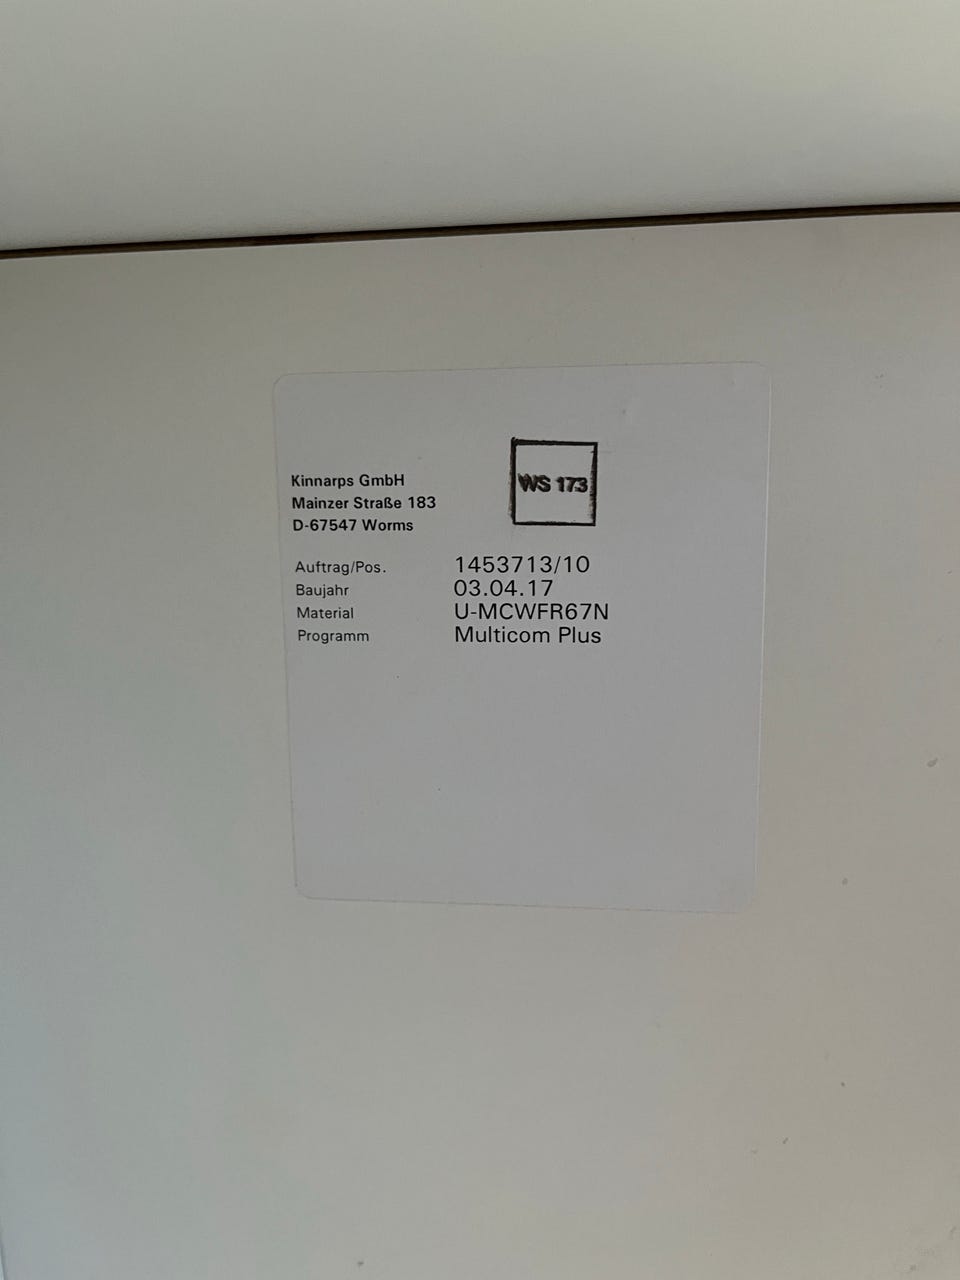 Kinnarps GmbH
Mainzer Straße 183
D-67547 Worms
WS 173
Auftrag/Pos. 1453713/10
Baujahr 03.04.17
Material U-MCWFR67N
Programm Multicom Plus